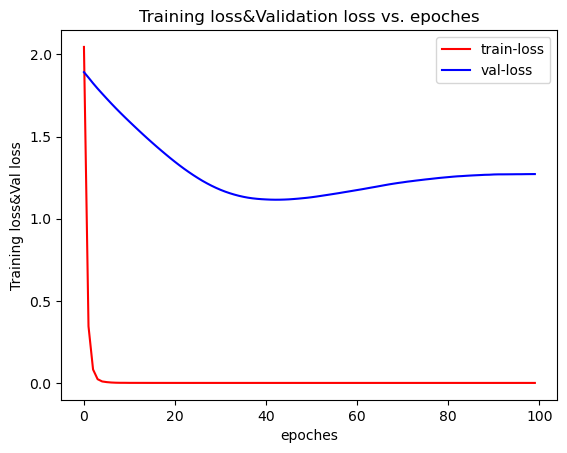 Training loss&Validation loss vs. epoches
train-loss
val-loss
Training loss&Val loss
2.0
1.5
1.0
0.5
0.0
0
20
40
60
80
100
epoches